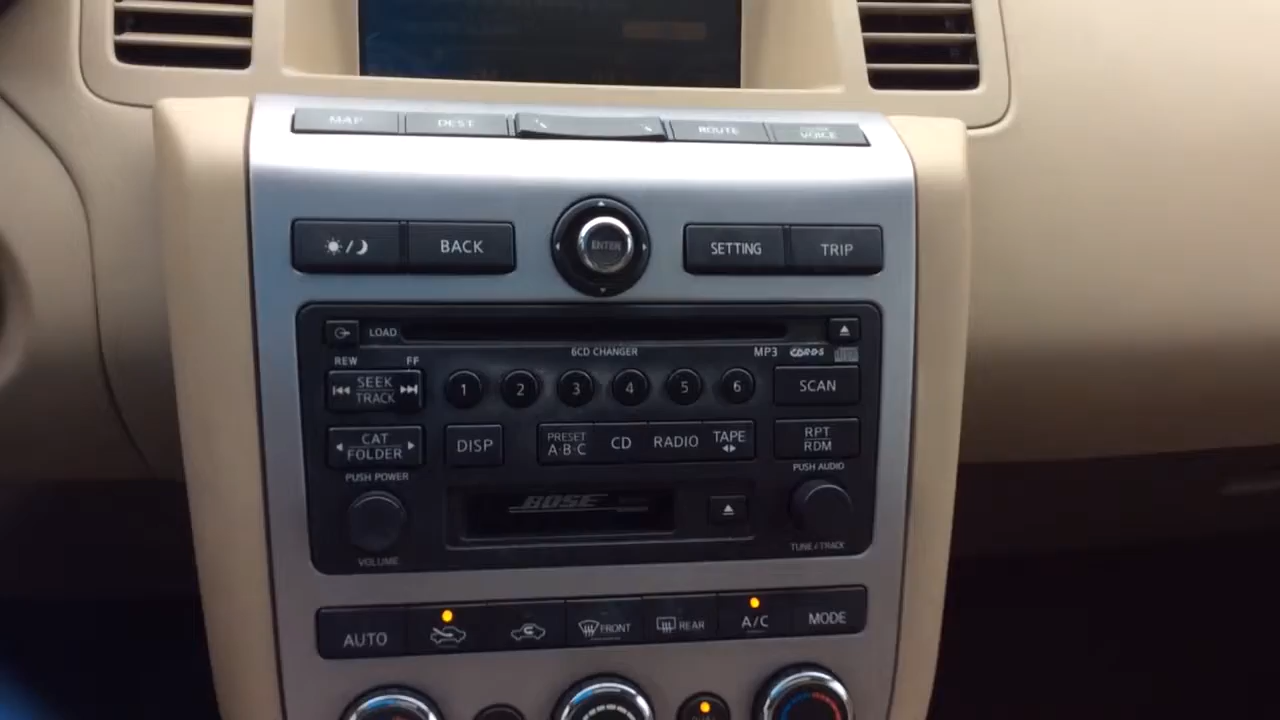 MAP DEST ROUTE VOICE
BACK ENTER SETTING TRIP
LOAD
6CD CHANGER MP3
REW FF
SEEK
TRACK
1 2 3 4 5 6 SCAN
CAT
FOLDER
DISP
PRESET
A·B·C
CD RADIO TAPE
RPT
RDM
PUSH POWER
PUSH AUDIO
BOSE
VOLUME
TUNE / TRACK
AUTO FRONT REAR A/C MODE